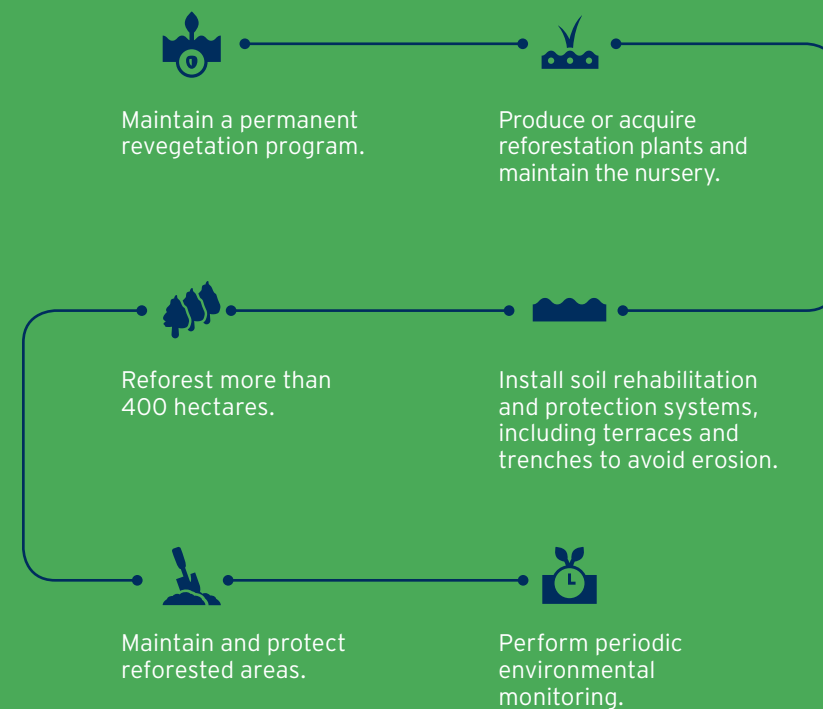 Maintain a permanent
revegetation program.
Produce or acquire
reforestation plants and
maintain the nursery.
Install soil rehabilitation
and protection systems,
including terraces and
trenches to avoid erosion.
Reforest more than
400 hectares.
Maintain and protect
reforested areas.
Perform periodic
environmental
monitoring.